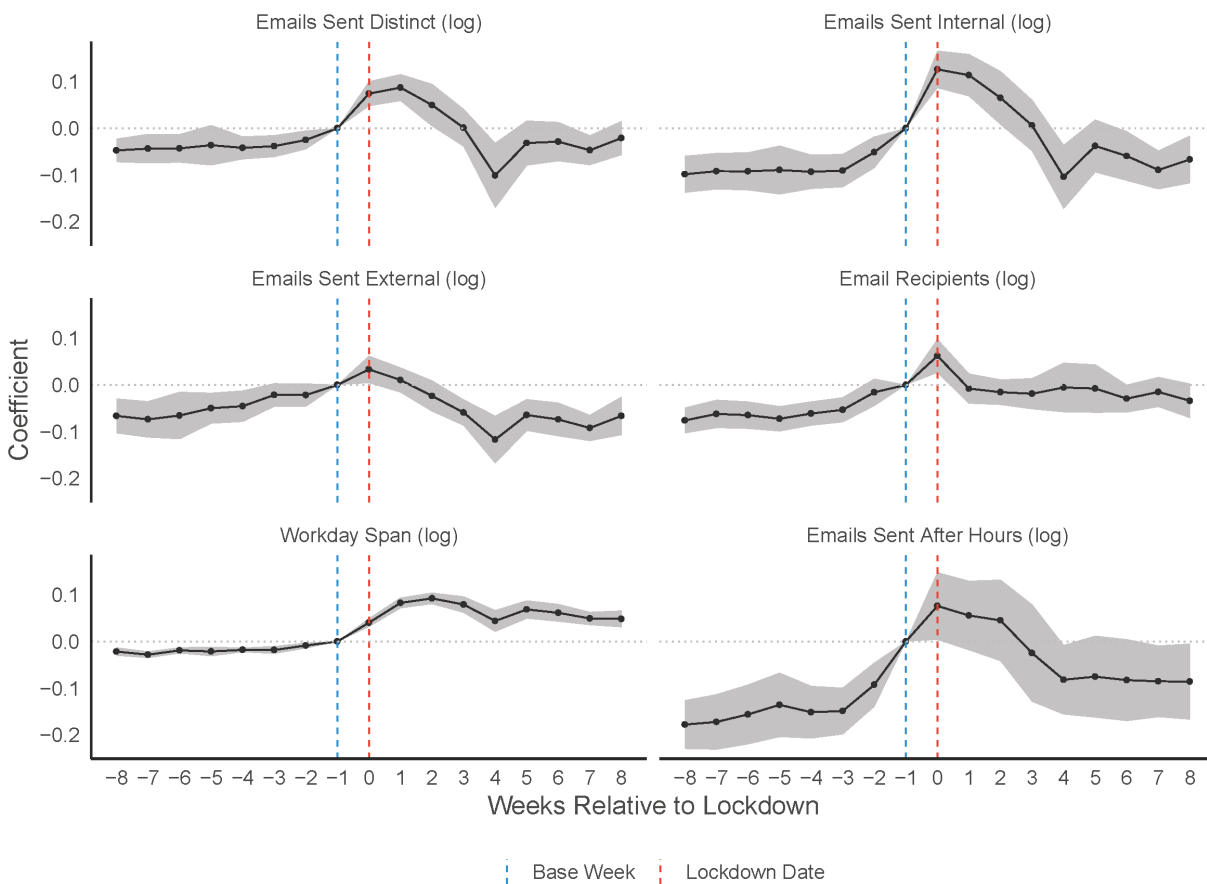 Emails Sent Distinct (log) Emails Sent Internal (log)
0.1
0.0
−0.1
−0.2
Emails Sent External (log) Email Recipients (log)
0.1
0.0
−0.1
−0.2
Coefficient
Workday Span (log) Emails Sent After Hours (log)
0.1
0.0
−0.1
−0.2
−8 −7 −6 −5 −4 −3 −2 −1 0 1 2 3 4 5 6 7 8 −8 −7 −6 −5 −4 −3 −2 −1 0 1 2 3 4 5 6 7 8
Weeks Relative to Lockdown
Base Week Lockdown Date